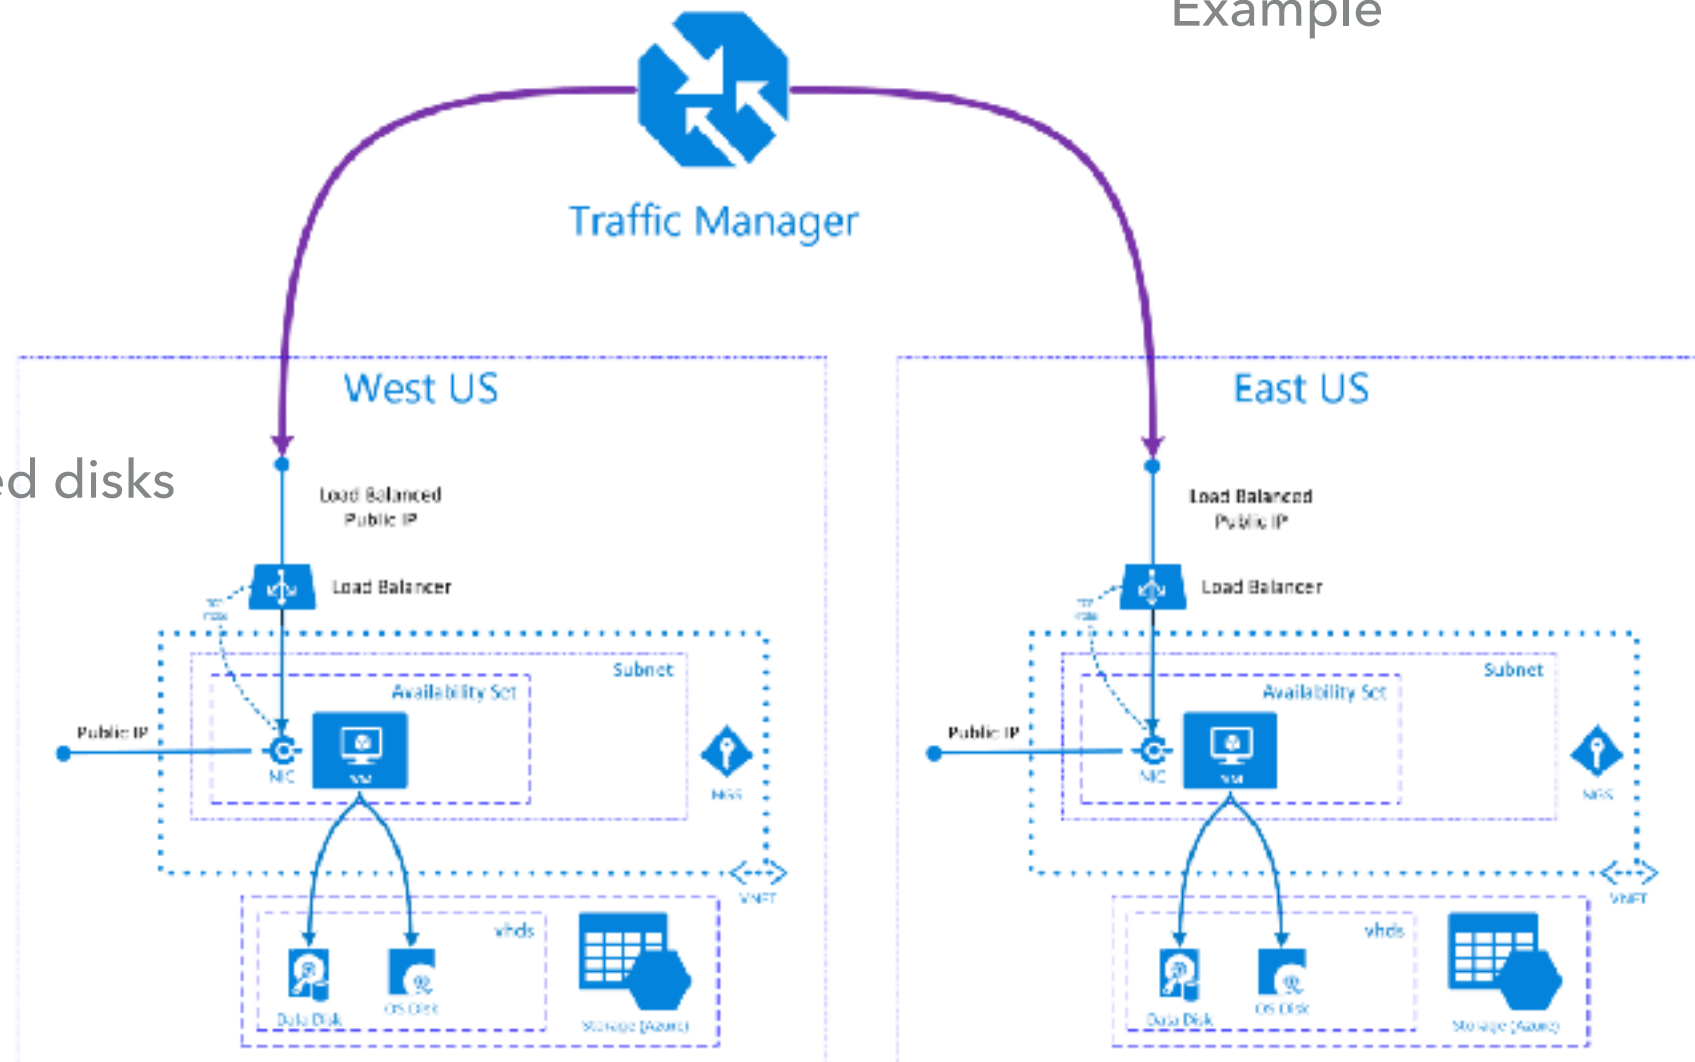 Example
Traffic Manager
West US
East US
ed disks
Load Balanced
Public IP
Load Balanced
Public IP
Load Balancer
Load Balancer
Subnet
Subnet
Availability Set
Availability Set
Public IP
Public IP
NIC
VM
NIC
VM
VNET
VNET
vhds
vhds
Data Disk
OS Disk
Storage (Azure)
Data Disk
OS Disk
Storage (Azure)